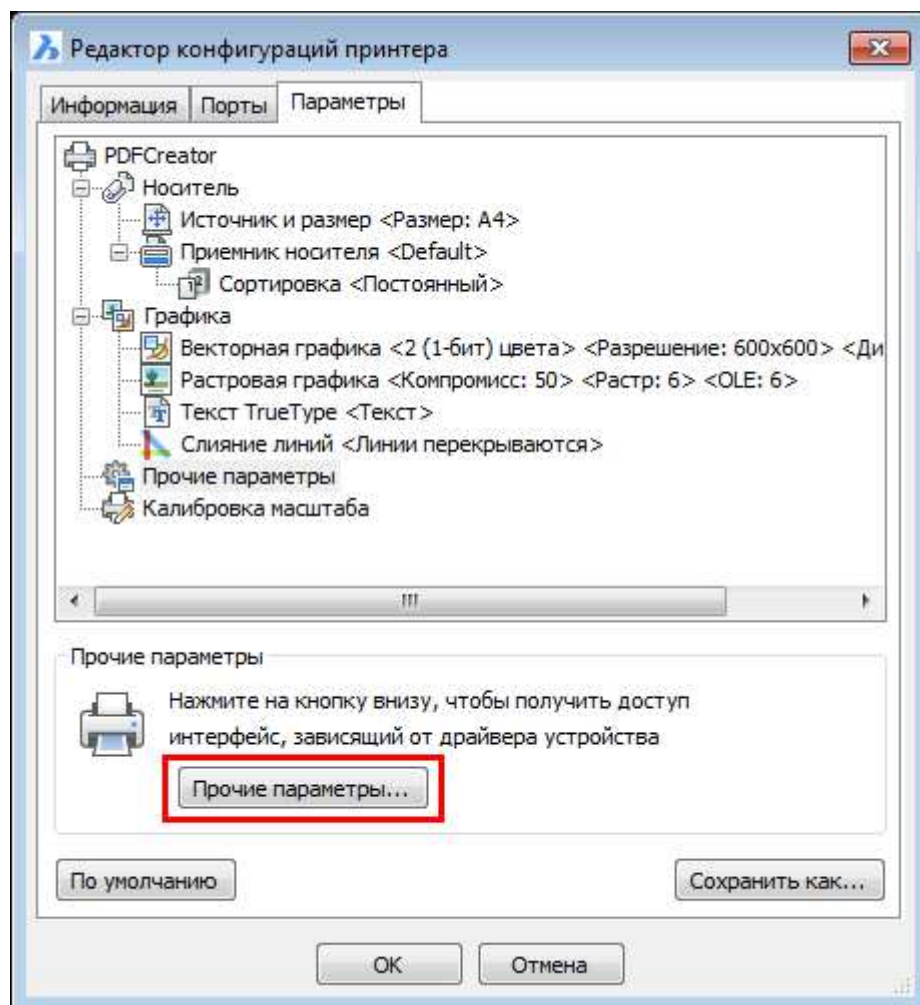 Редактор конфигураций принтера
Информация Порты Параметры
PDFCreator
Носитель
Источник и размер <Размер: A4>
Приемник носителя <Default>
Сортировка <Постоянный>
Графика
Векторная графика <2 (1-бит) цвета> <Разрешение: 600x600> <Ди
Растровая графика <Компромисс: 50> <Растр: 6> <OLE: 6>
Текст TrueType <Текст>
Слияние линий <Линии перекрываются>
Прочие параметры
Калибровка масштаба
Прочие параметры
Нажмите на кнопку внизу, чтобы получить доступ
интерфейс, зависящий от драйвера устройства
Прочие параметры...
По умолчанию Сохранить как...
OK Отмена